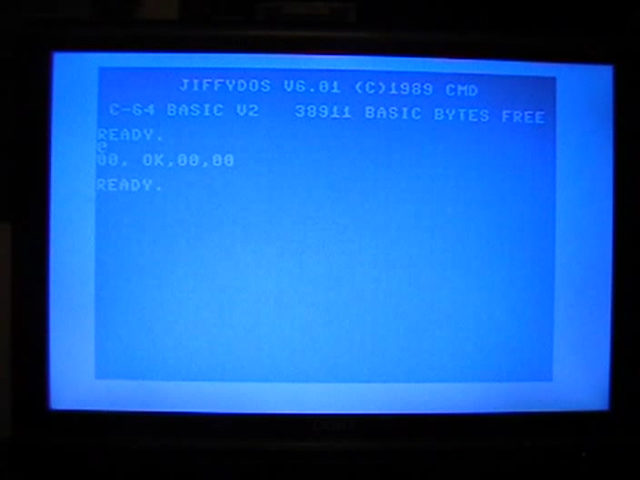 JIFFYDOS V6.01 (C)1989 CMD
C-64 BASIC V2 38911 BASIC BYTES FREE
READY.
@
00, OK,00,00
READY.